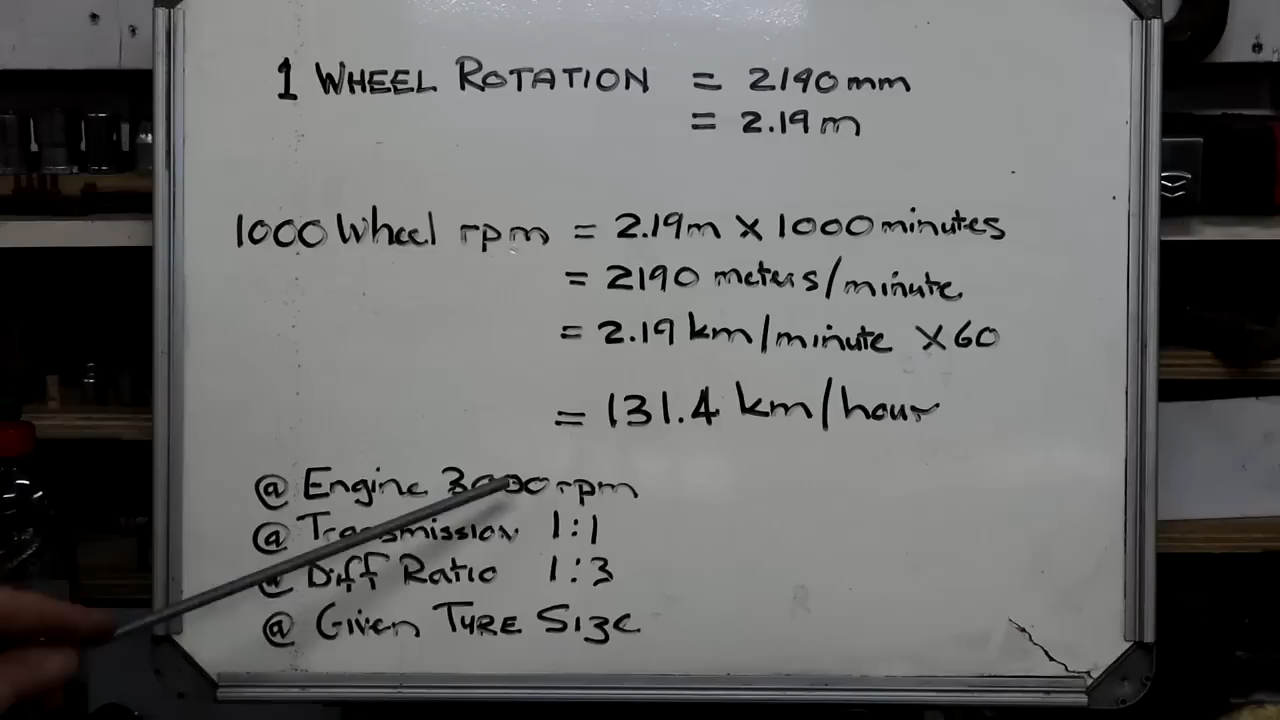 1 WHEEL ROTATION = 2190mm
= 2.19m
1000 Wheel rpm = 2.19m X 1000 minutes
= 2190 meters/minute
= 2.19 km/minute X60
= 131.4 km/hour
@ Engine 3000 rpm
@ Transmission 1:1
@ Diff Ratio 1:3
@ Given TYRE SIZE